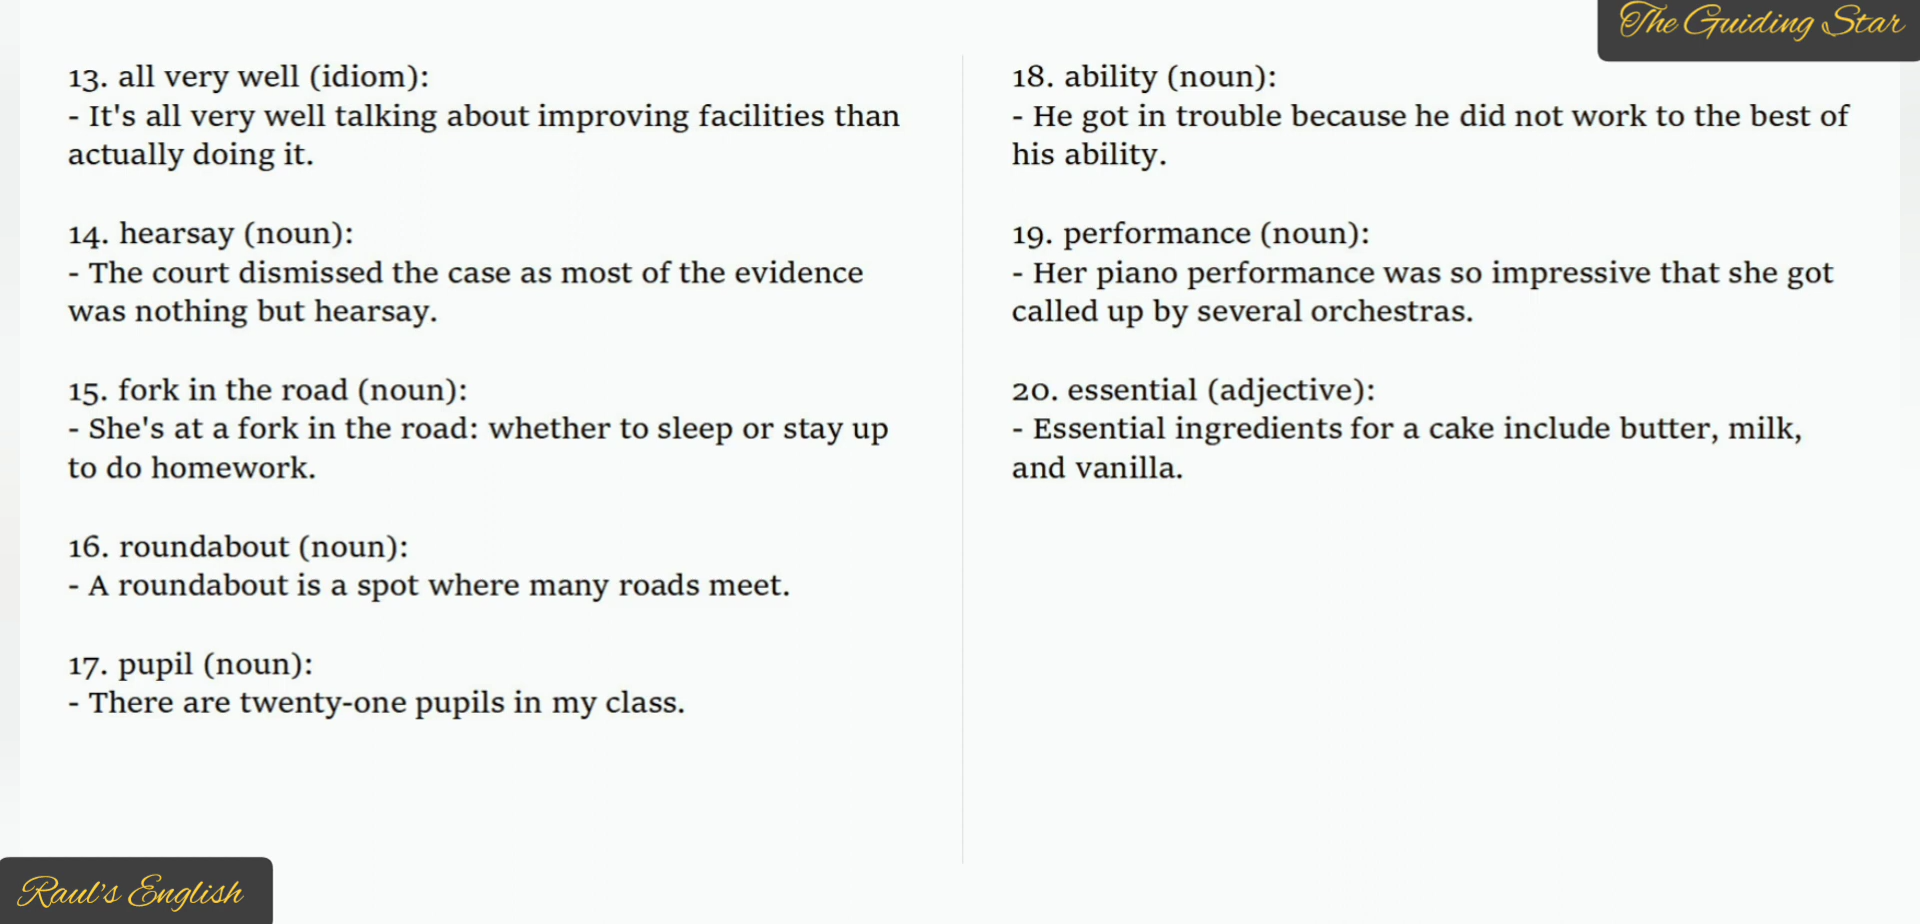 The Guiding Star
13. all very well (idiom):
- It's all very well talking about improving facilities than
actually doing it.
14. hearsay (noun):
- The court dismissed the case as most of the evidence
was nothing but hearsay.
15. fork in the road (noun):
- She's at a fork in the road: whether to sleep or stay up
to do homework.
16. roundabout (noun):
- A roundabout is a spot where many roads meet.
17. pupil (noun):
- There are twenty-one pupils in my class.
18. ability (noun):
- He got in trouble because he did not work to the best of
his ability.
19. performance (noun):
- Her piano performance was so impressive that she got
called up by several orchestras.
20. essential (adjective):
- Essential ingredients for a cake include butter, milk,
and vanilla.
Raul's English